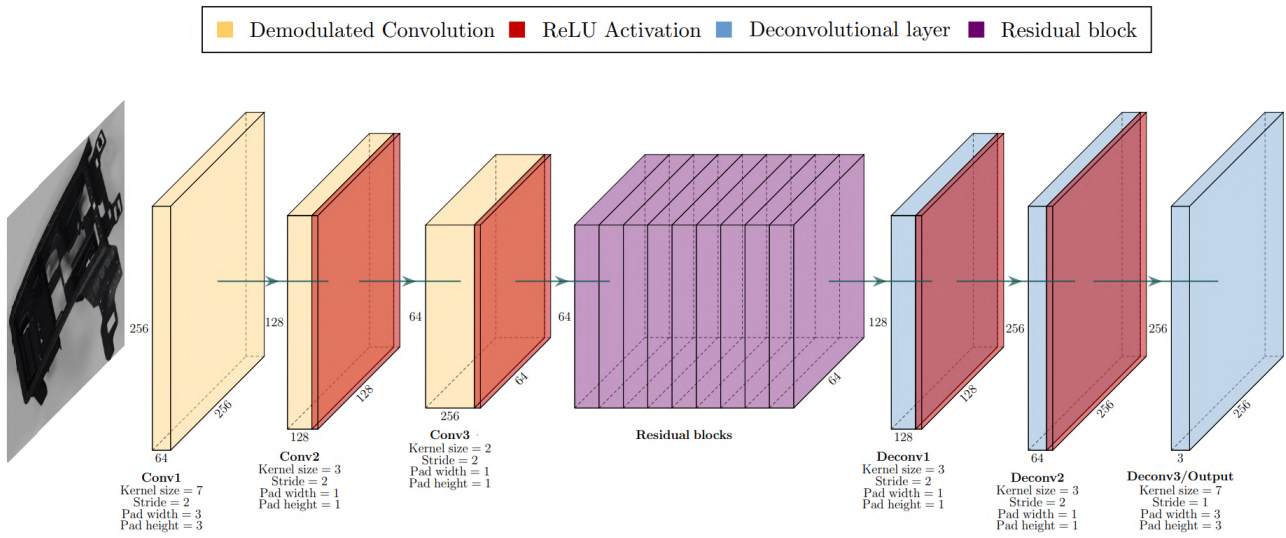 Demodulated Convolution ReLU Activation Deconvolutional layer Residual block
256
256
64
Conv1
Kernel size = 7
Stride = 2
Pad width = 3
Pad height = 3
128
128
128
Conv2
Kernel size = 3
Stride = 2
Pad width = 1
Pad height = 1
64
64
256
Conv3
Kernel size = 2
Stride = 2
Pad width = 1
Pad height = 1
64
64
Residual blocks
128
128
128
Deconv1
Kernel size = 3
Stride = 2
Pad width = 1
Pad height = 1
256
256
64
Deconv2
Kernel size = 3
Stride = 2
Pad width = 1
Pad height = 1
256
256
3
Deconv3/Output
Kernel size = 7
Stride = 1
Pad width = 3
Pad height = 3